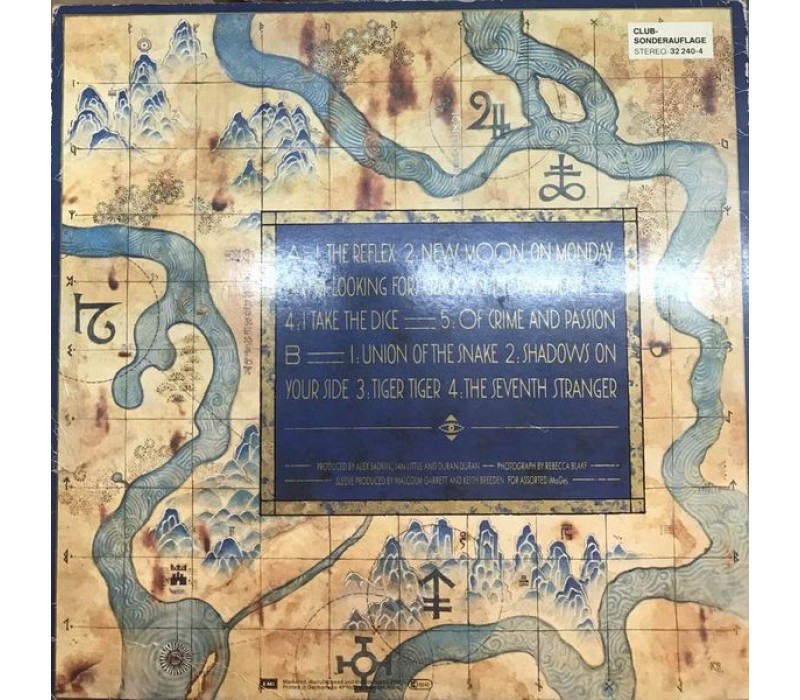 CLUB-
SONDERAUFLAGE
STEREO 32 240-4
A 1. THE REFLEX 2. NEW MOON ON MONDAY
LOOKING FOR
4. I TAKE THE DICE 5. OF CRIME AND PASSION
B 1. UNION OF THE SNAKE 2. SHADOWS ON
YOUR SIDE 3. TIGER TIGER 4. THE SEVENTH STRANGER
PRODUCED BY ALEX SADKIN, IAN LITTLE AND DURAN DURAN — PHOTOGRAPH BY REBECCA BLAKE
SLEEVE PRODUCED BY MALCOLM GARRETT AND KEITH BREEDEN FOR ASSORTED iMaGes
EMI